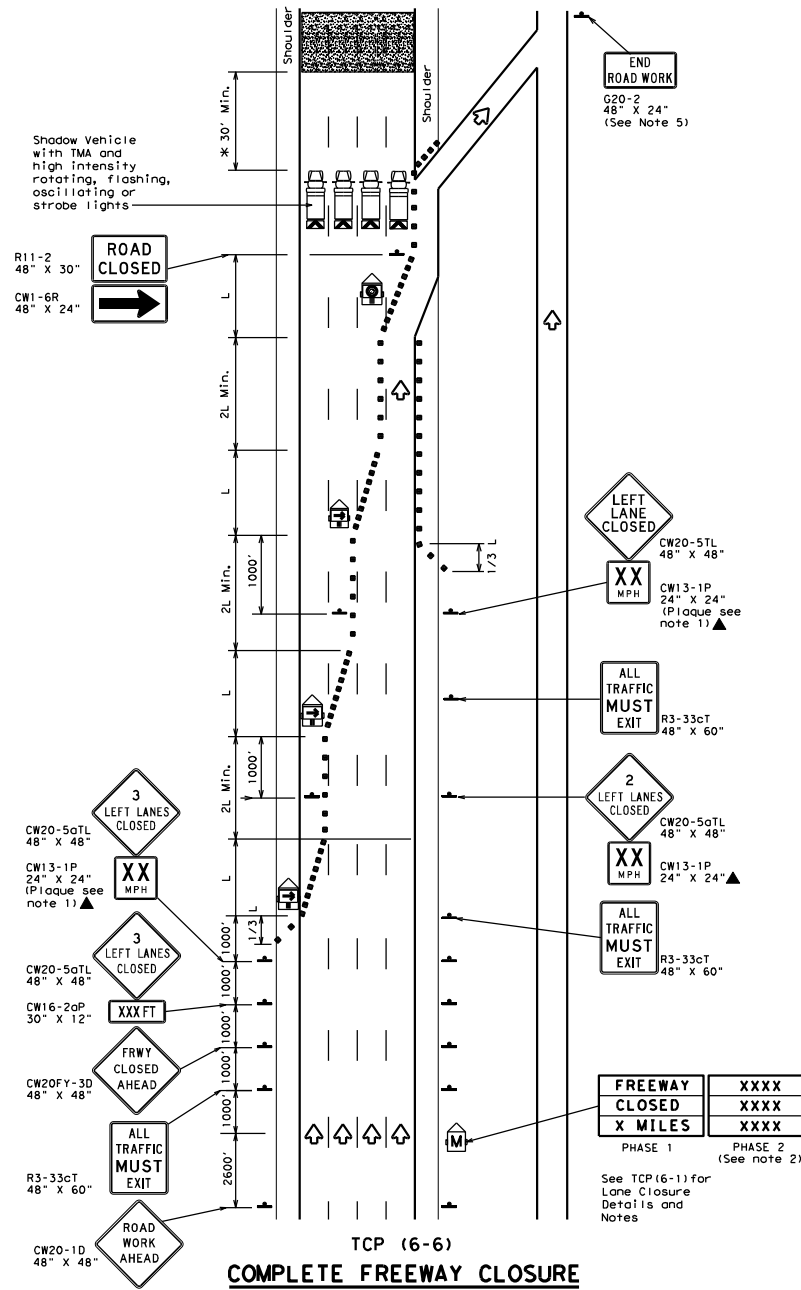 Shoulder
Shoulder
* 30' Min.
END
ROAD WORK
G20-2
48" X 24"
(See Note 5)
Shadow Vehicle
with TMA and
high intensity
rotating, flashing,
oscillating or
strobe lights
R11-2
48" X 30"
ROAD
CLOSED
CW1-6R
48" X 24"
L
2L Min.
L
2L Min.
1000'
1/3 L
LEFT
LANE
CLOSED
CW20-5TL
48" X 48"
XX
MPH
CW13-1P
24" X 24"
(Plaque see
note 1) ▲
L
ALL
TRAFFIC
MUST
EXIT
R3-33cT
48" X 60"
2L Min.
1000'
2
LEFT LANES
CLOSED
CW20-5aTL
48" X 48"
XX
MPH
CW13-1P
24" X 24" ▲
3
LEFT LANES
CLOSED
CW20-5aTL
48" X 48"
XX
MPH
CW13-1P
24" X 24"
(Plaque see
note 1) ▲
L
1/3 L
1000'
ALL
TRAFFIC
MUST
EXIT
R3-33cT
48" X 60"
3
LEFT LANES
CLOSED
CW20-5aTL
48" X 48"
CW16-2aP
30" X 12"
XXX FT
1000'
1000'
FRWY
CLOSED
AHEAD
CW20FY-3D
48" X 48"
1000'
ALL
TRAFFIC
MUST
EXIT
R3-33cT
48" X 60"
2600'
M
FREEWAY
CLOSED
X MILES
PHASE 1
XXXX
XXXX
XXXX
PHASE 2
(See note 2)
See TCP(6-1)for
Lane Closure
Details and
Notes
ROAD
WORK
AHEAD
CW20-1D
48" X 48"
TCP (6-6)
COMPLETE FREEWAY CLOSURE